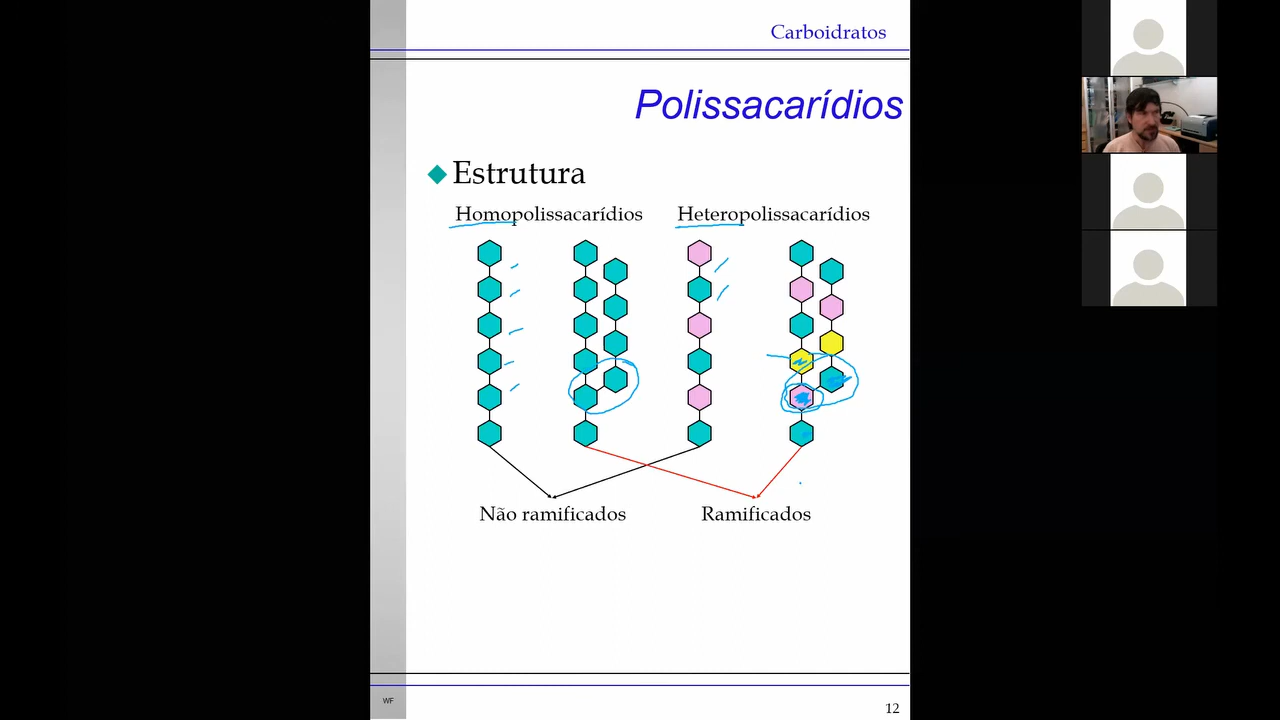 Carboidratos
Polissacarídios
Estrutura
Homopolissacarídios Heteropolissacarídios
Não ramificados Ramificados
WF
12